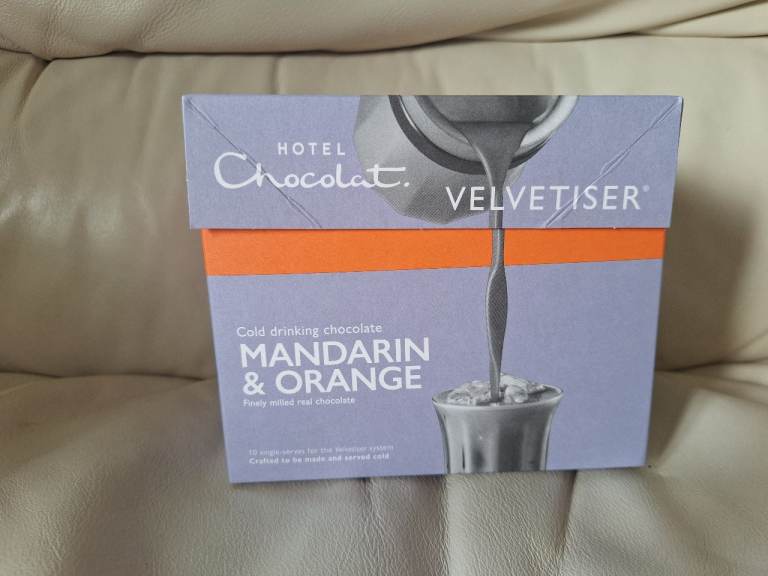 HOTEL
Chocolat.
VELVETISER®
Cold drinking chocolate
MANDARIN
& ORANGE
Finely milled real chocolate
10 single-serves for the Velvetiser system
Crafted to be made and served cold